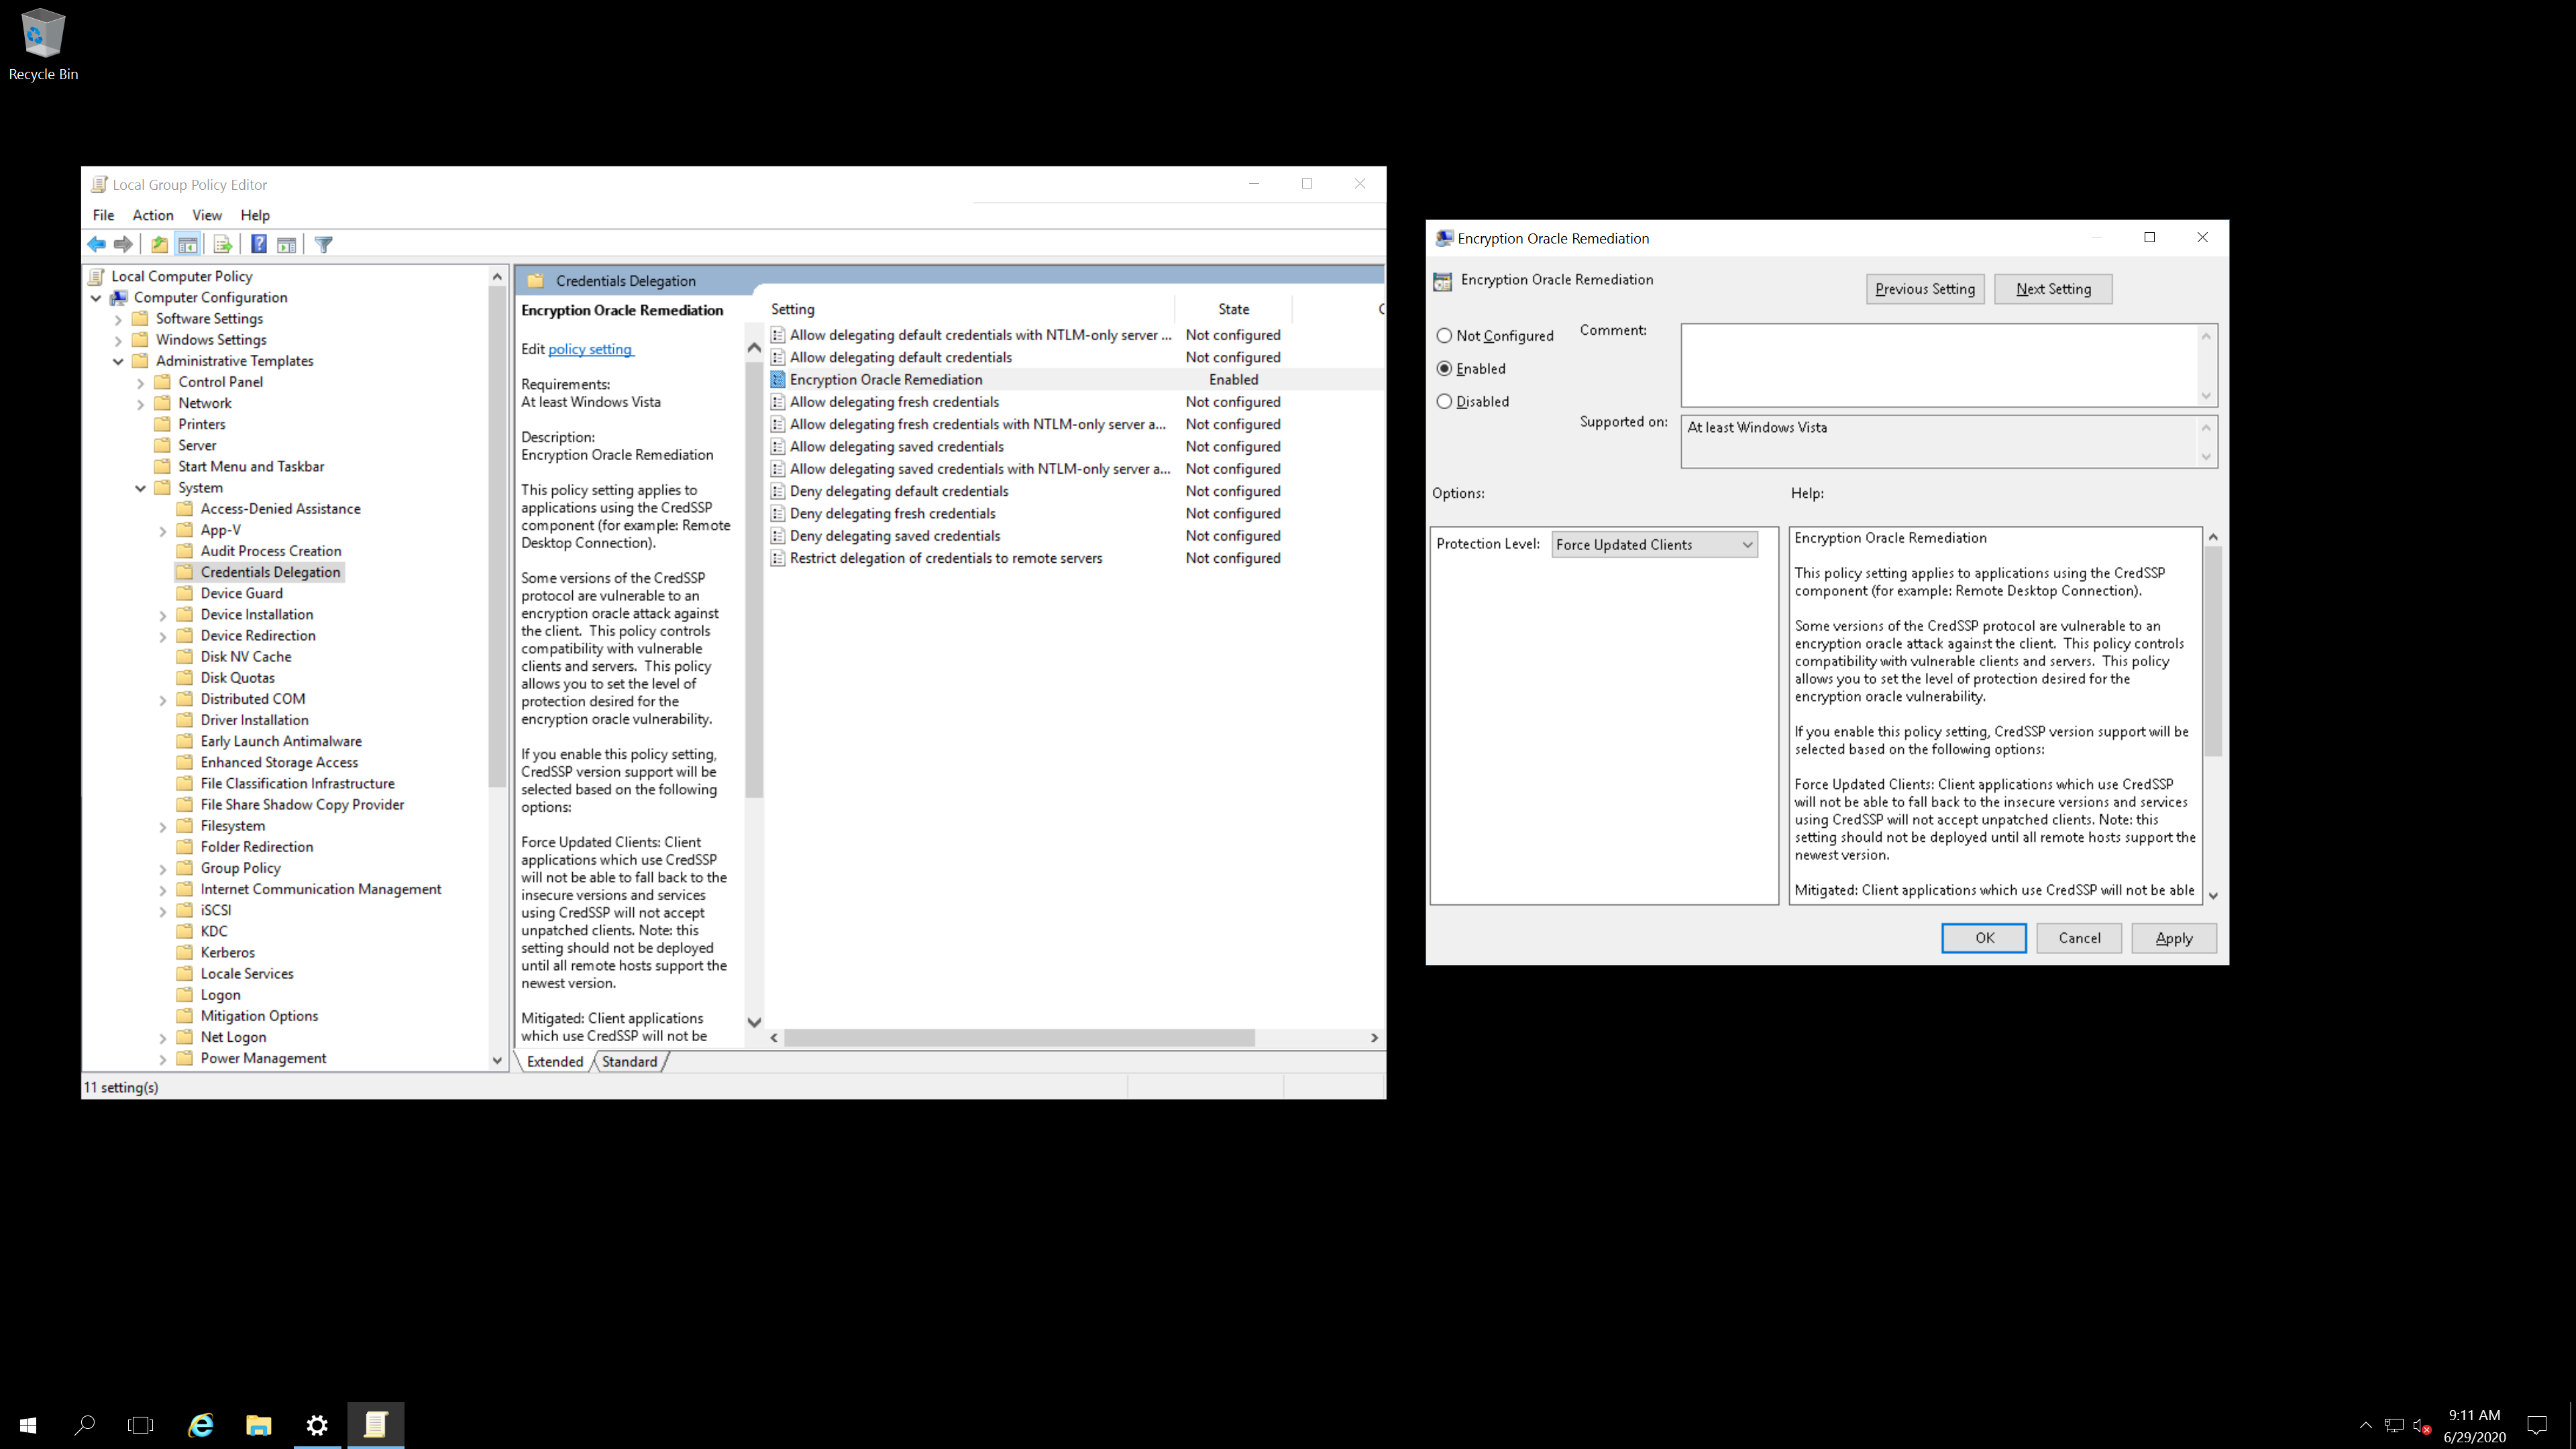 Recycle Bin
Local Group Policy Editor
File Action View Help
Local Computer Policy
Computer Configuration
Software Settings
Windows Settings
Administrative Templates
Control Panel
Network
Printers
Server
Start Menu and Taskbar
System
Access-Denied Assistance
App-V
Audit Process Creation
Credentials Delegation
Device Guard
Device Installation
Device Redirection
Disk NV Cache
Disk Quotas
Distributed COM
Driver Installation
Early Launch Antimalware
Enhanced Storage Access
File Classification Infrastructure
File Share Shadow Copy Provider
Filesystem
Folder Redirection
Group Policy
Internet Communication Management
iSCSI
KDC
Kerberos
Locale Services
Logon
Mitigation Options
Net Logon
Power Management
11 setting(s)
Credentials Delegation
Encryption Oracle Remediation
Edit policy setting
Requirements:
At least Windows Vista
Description:
Encryption Oracle Remediation
This policy setting applies to
applications using the CredSSP
component (for example: Remote
Desktop Connection).
Some versions of the CredSSP
protocol are vulnerable to an
encryption oracle attack against
the client. This policy controls
compatibility with vulnerable
clients and servers. This policy
allows you to set the level of
protection desired for the
encryption oracle vulnerability.
If you enable this policy setting,
CredSSP version support will be
selected based on the following
options:
Force Updated Clients: Client
applications which use CredSSP
will not be able to fall back to the
insecure versions and services
using CredSSP will not accept
unpatched clients. Note: this
setting should not be deployed
until all remote hosts support the
newest version.
Mitigated: Client applications
which use CredSSP will not be
Extended Standard
Setting State
Allow delegating default credentials with NTLM-only server ... Not configured
Allow delegating default credentials Not configured
Encryption Oracle Remediation Enabled
Allow delegating fresh credentials Not configured
Allow delegating fresh credentials with NTLM-only server a... Not configured
Allow delegating saved credentials Not configured
Allow delegating saved credentials with NTLM-only server a... Not configured
Deny delegating default credentials Not configured
Deny delegating fresh credentials Not configured
Deny delegating saved credentials Not configured
Restrict delegation of credentials to remote servers Not configured
Encryption Oracle Remediation
Encryption Oracle Remediation
Previous Setting Next Setting
Not Configured
Enabled
Disabled
Comment:
Supported on: At least Windows Vista
Options: Help:
Protection Level: Force Updated Clients
Encryption Oracle Remediation
This policy setting applies to applications using the CredSSP
component (for example: Remote Desktop Connection).
Some versions of the CredSSP protocol are vulnerable to an
encryption oracle attack against the client. This policy controls
compatibility with vulnerable clients and servers. This policy
allows you to set the level of protection desired for the
encryption oracle vulnerability.
If you enable this policy setting, CredSSP version support will be
selected based on the following options:
Force Updated Clients: Client applications which use CredSSP
will not be able to fall back to the insecure versions and services
using CredSSP will not accept unpatched clients. Note: this
setting should not be deployed until all remote hosts support the
newest version.
Mitigated: Client applications which use CredSSP will not be able
OK Cancel Apply
9:11 AM
6/29/2020